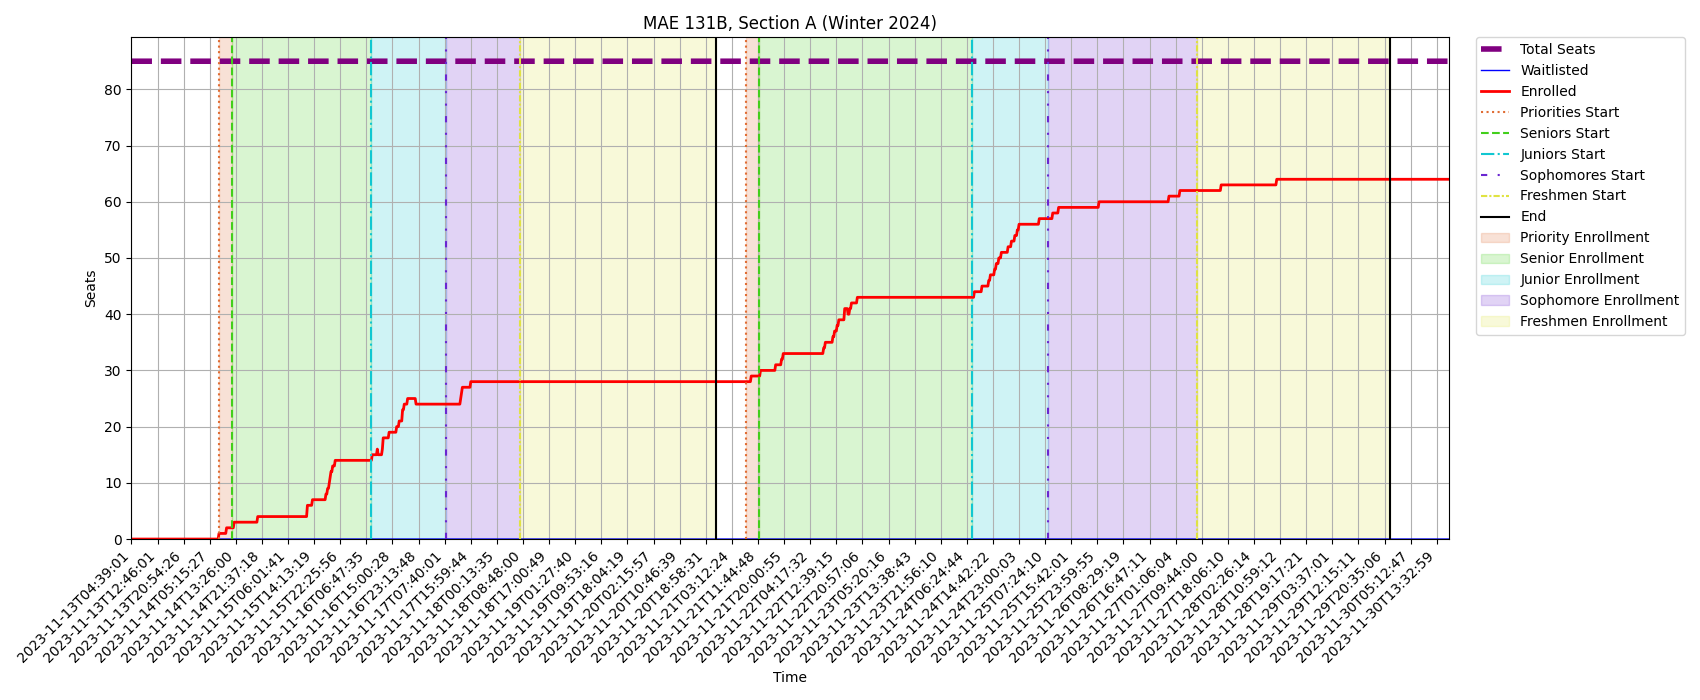 MAE 131B, Section A (Winter 2024)
Seats
80
70
60
50
40
30
20
10
0
2023-11-13T04:39:01
2023-11-13T12:46:01
2023-11-13T20:54:26
2023-11-14T05:15:27
2023-11-14T13:26:00
2023-11-14T21:37:18
2023-11-15T06:01:41
2023-11-15T14:13:19
2023-11-15T22:25:56
2023-11-16T06:47:35
2023-11-16T15:00:28
2023-11-16T23:13:48
2023-11-17T07:40:01
2023-11-17T15:59:44
2023-11-18T00:13:35
2023-11-18T08:48:00
2023-11-18T17:00:49
2023-11-19T01:27:40
2023-11-19T09:53:16
2023-11-19T18:04:19
2023-11-20T02:15:57
2023-11-20T10:46:39
2023-11-20T18:58:31
2023-11-21T03:12:24
2023-11-21T11:44:48
2023-11-21T20:00:55
2023-11-22T04:17:32
2023-11-22T12:39:15
2023-11-22T20:57:06
2023-11-23T05:20:16
2023-11-23T13:38:43
2023-11-23T21:56:10
2023-11-24T06:24:44
2023-11-24T14:42:22
2023-11-24T23:00:03
2023-11-25T07:24:10
2023-11-25T15:42:01
2023-11-25T23:59:55
2023-11-26T08:29:19
2023-11-26T16:47:11
2023-11-27T01:06:04
2023-11-27T09:44:00
2023-11-27T18:06:10
2023-11-28T02:26:14
2023-11-28T10:59:12
2023-11-28T19:17:21
2023-11-29T03:37:01
2023-11-29T12:15:11
2023-11-29T20:35:06
2023-11-30T05:12:47
2023-11-30T13:32:59
Time
Total Seats
Waitlisted
Enrolled
Priorities Start
Seniors Start
Juniors Start
Sophomores Start
Freshmen Start
End
Priority Enrollment
Senior Enrollment
Junior Enrollment
Sophomore Enrollment
Freshmen Enrollment